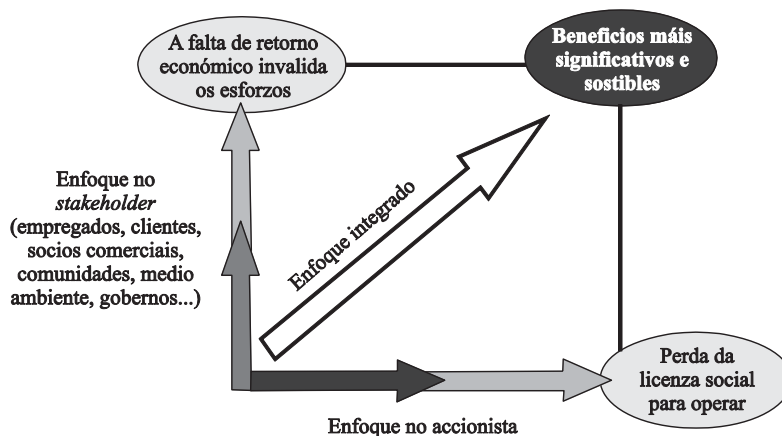 A falta de retorno
económico invalida
os esforzos
Beneficios máis
significativos e
sostibles
Enfoque no
stakeholder
(empregados, clientes,
socios comerciais,
comunidades, medio
ambiente, gobernos...)
Enfoque integrado
Perda da
licenza social
para operar
Enfoque no accionista